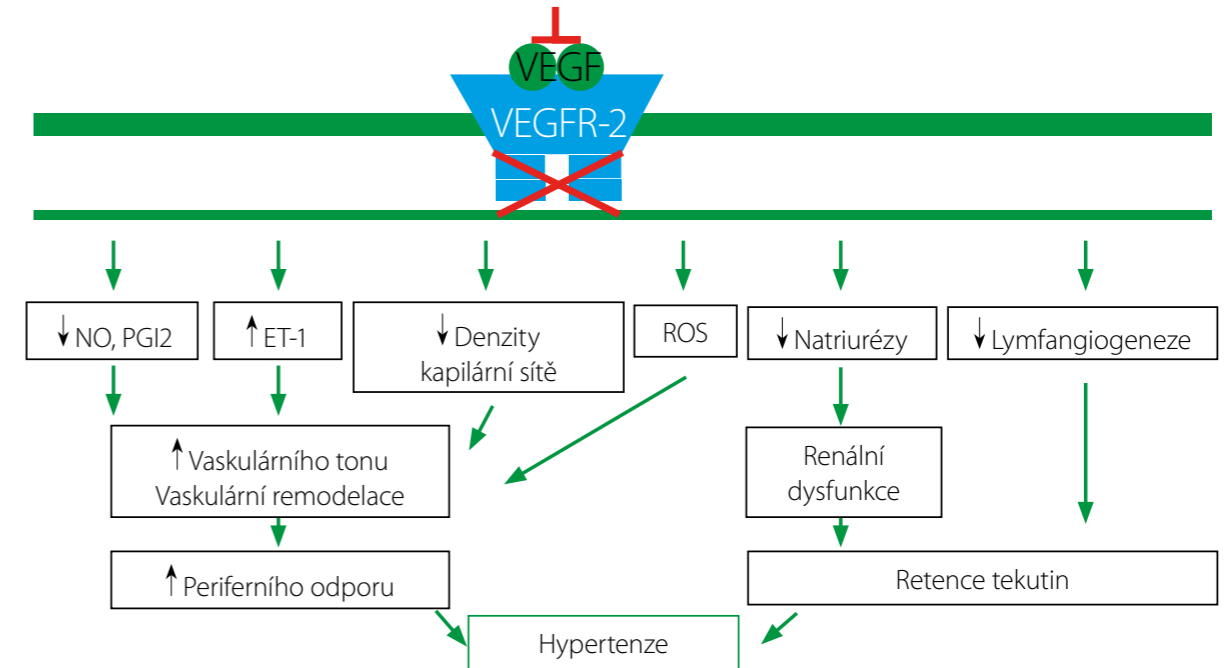 VEGF
VEGFR-2
↓ NO, PGI2
↑ ET-1
↓ Denzity
kapilární sítě
ROS
↓ Natriurézy
↓ Lymfangiogeneze
↑ Vaskulárního tonu
Vaskulární remodelace
Renální
dysfunkce
↑ Periferního odporu
Retence tekutin
Hypertenze